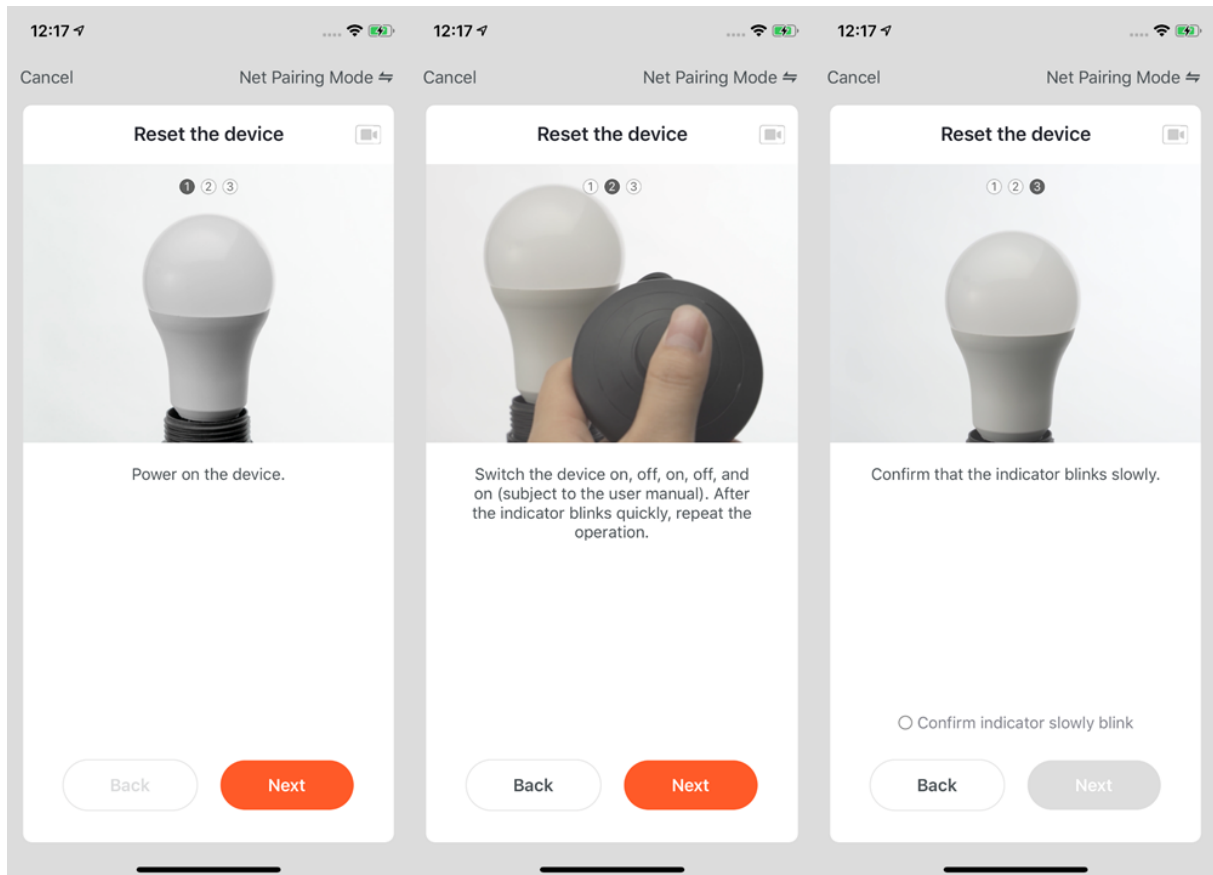 12:17
Cancel
Net Pairing Mode ⇋
Reset the device
1 2 3
Power on the device.
Back
Next
12:17
Cancel
Net Pairing Mode ⇋
Reset the device
1 2 3
Switch the device on, off, on, off, and
on (subject to the user manual). After
the indicator blinks quickly, repeat the
operation.
Back
Next
12:17
Cancel
Net Pairing Mode ⇋
Reset the device
1 2 3
Confirm that the indicator blinks slowly.
Confirm indicator slowly blink
Back
Next